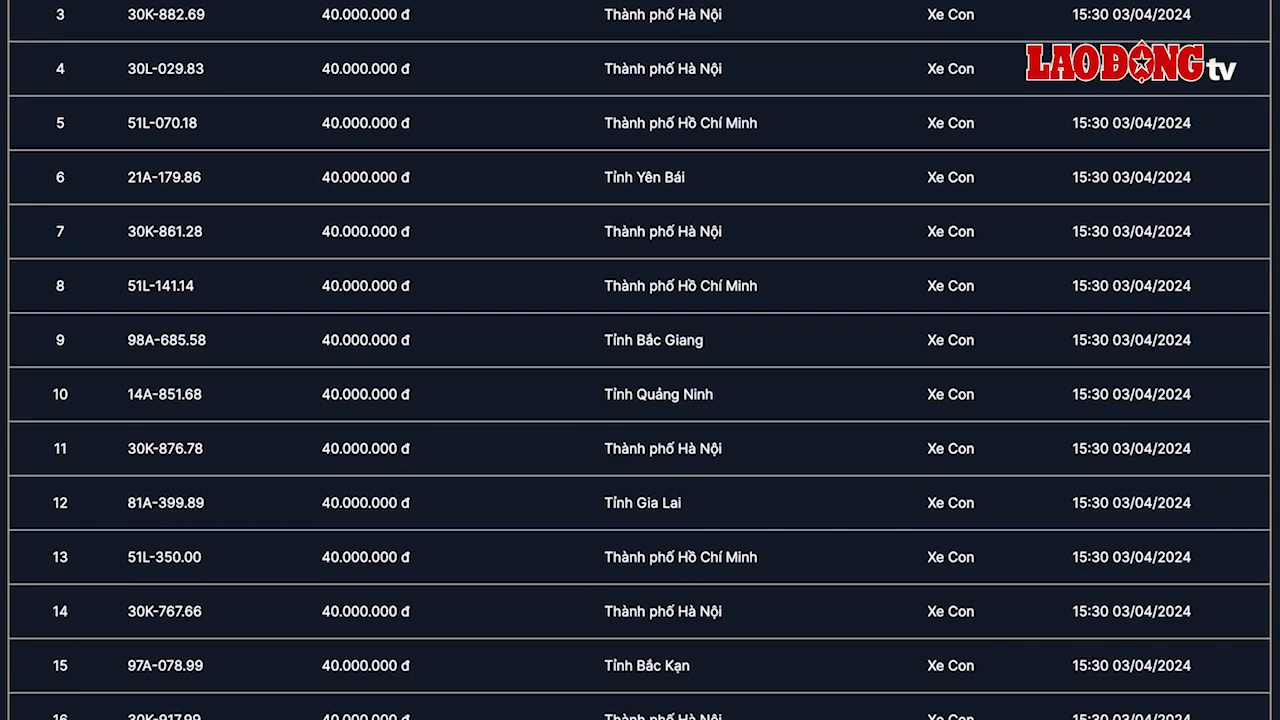 3 30K-882.69 40.000.000 đ Thành phố Hà Nội Xe Con 15:30 03/04/2024
LAO ĐỘNG tv
4 30L-029.83 40.000.000 đ Thành phố Hà Nội Xe Con
5 51L-070.18 40.000.000 đ Thành phố Hồ Chí Minh Xe Con 15:30 03/04/2024
6 21A-179.86 40.000.000 đ Tỉnh Yên Bái Xe Con 15:30 03/04/2024
7 30K-861.28 40.000.000 đ Thành phố Hà Nội Xe Con 15:30 03/04/2024
8 51L-141.14 40.000.000 đ Thành phố Hồ Chí Minh Xe Con 15:30 03/04/2024
9 98A-685.58 40.000.000 đ Tỉnh Bắc Giang Xe Con 15:30 03/04/2024
10 14A-851.68 40.000.000 đ Tỉnh Quảng Ninh Xe Con 15:30 03/04/2024
11 30K-876.78 40.000.000 đ Thành phố Hà Nội Xe Con 15:30 03/04/2024
12 81A-399.89 40.000.000 đ Tỉnh Gia Lai Xe Con 15:30 03/04/2024
13 51L-350.00 40.000.000 đ Thành phố Hồ Chí Minh Xe Con 15:30 03/04/2024
14 30K-767.66 40.000.000 đ Thành phố Hà Nội Xe Con 15:30 03/04/2024
15 97A-078.99 40.000.000 đ Tỉnh Bắc Kạn Xe Con 15:30 03/04/2024
16 30K-917.99 40.000.000 đ Thành phố Hà Nội Xe Con 15:30 03/04/2024